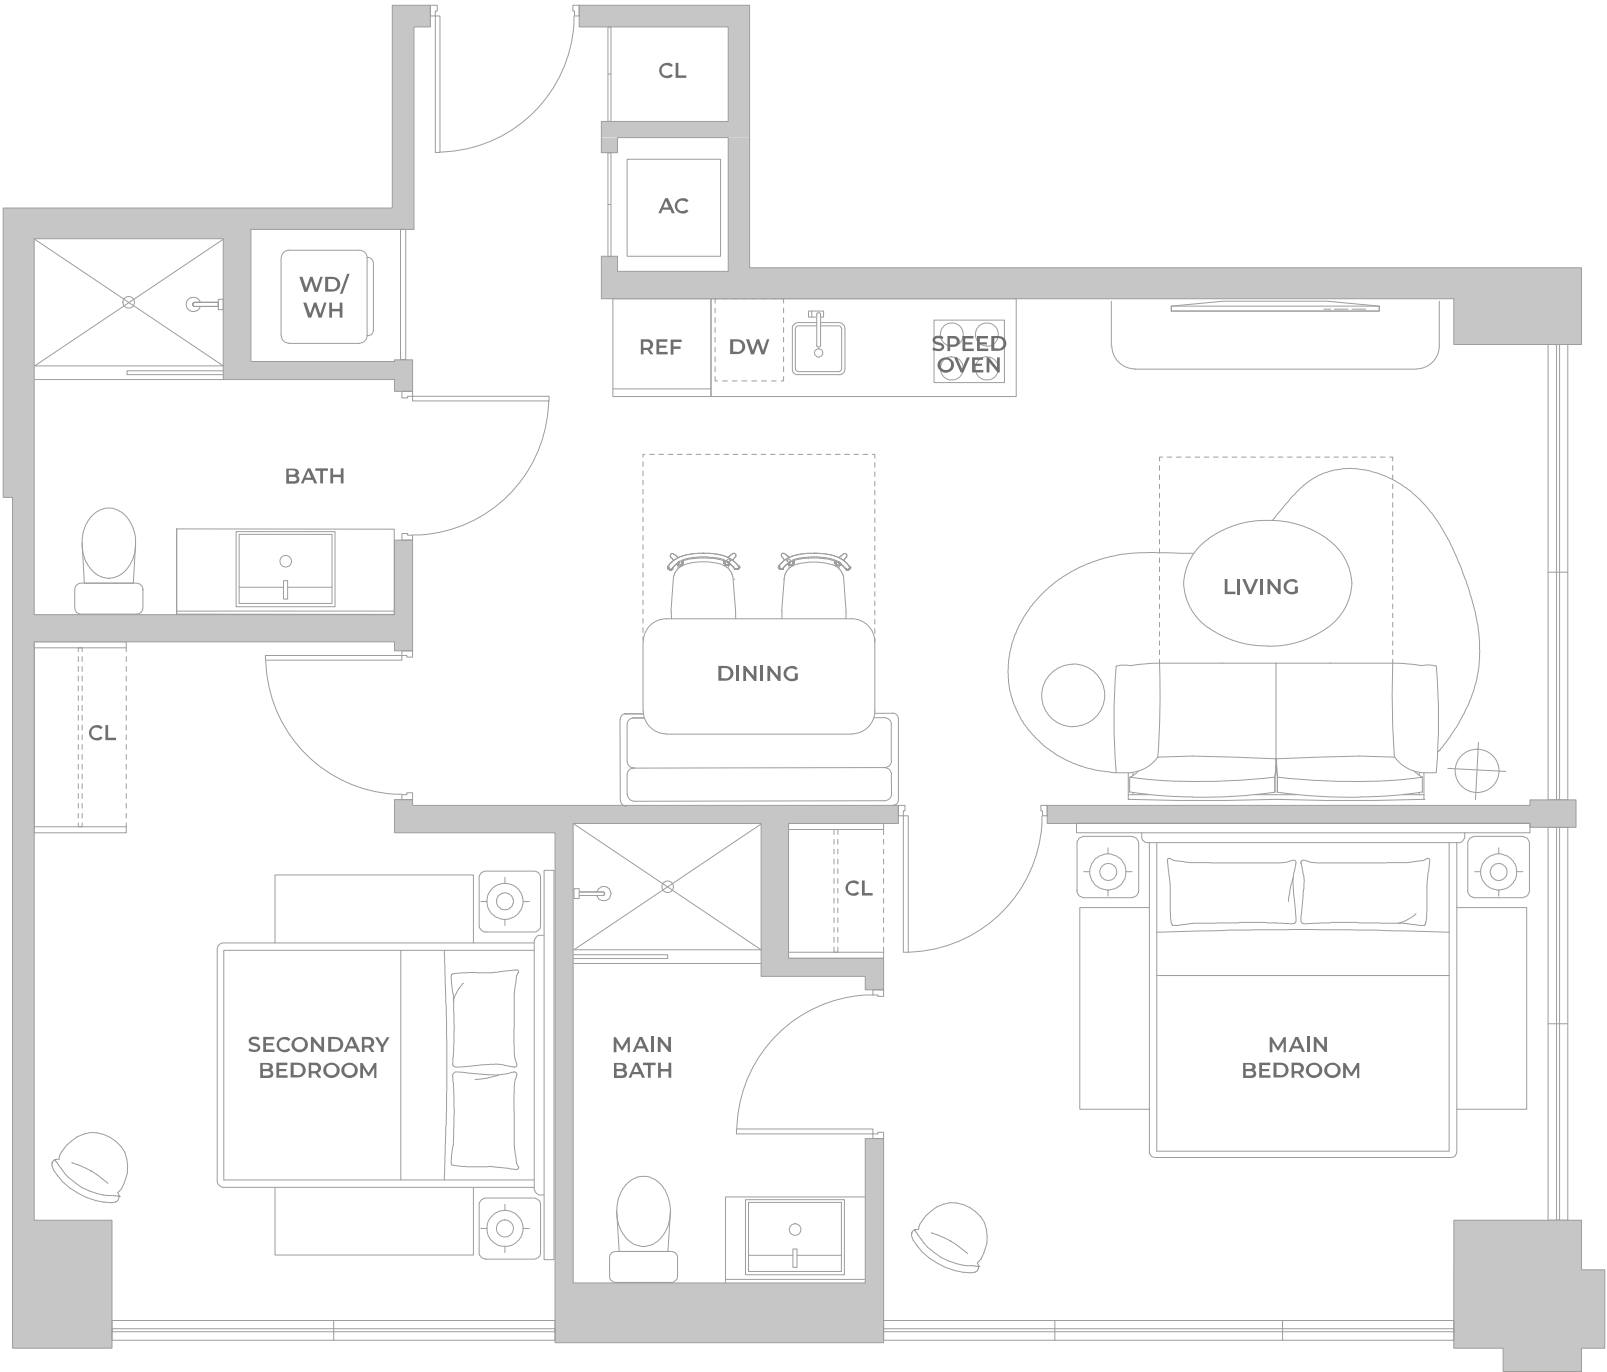 CL
AC
WD/
WH
REF
DW
SPEED
OVEN
BATH
LIVING
DINING
CL
CL
SECONDARY
BEDROOM
MAIN
BATH
MAIN
BEDROOM